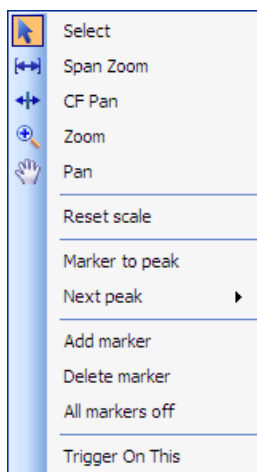 Select
Span Zoom
CF Pan
Zoom
Pan
Reset scale
Marker to peak
Next peak
Add marker
Delete marker
All markers off
Trigger On This